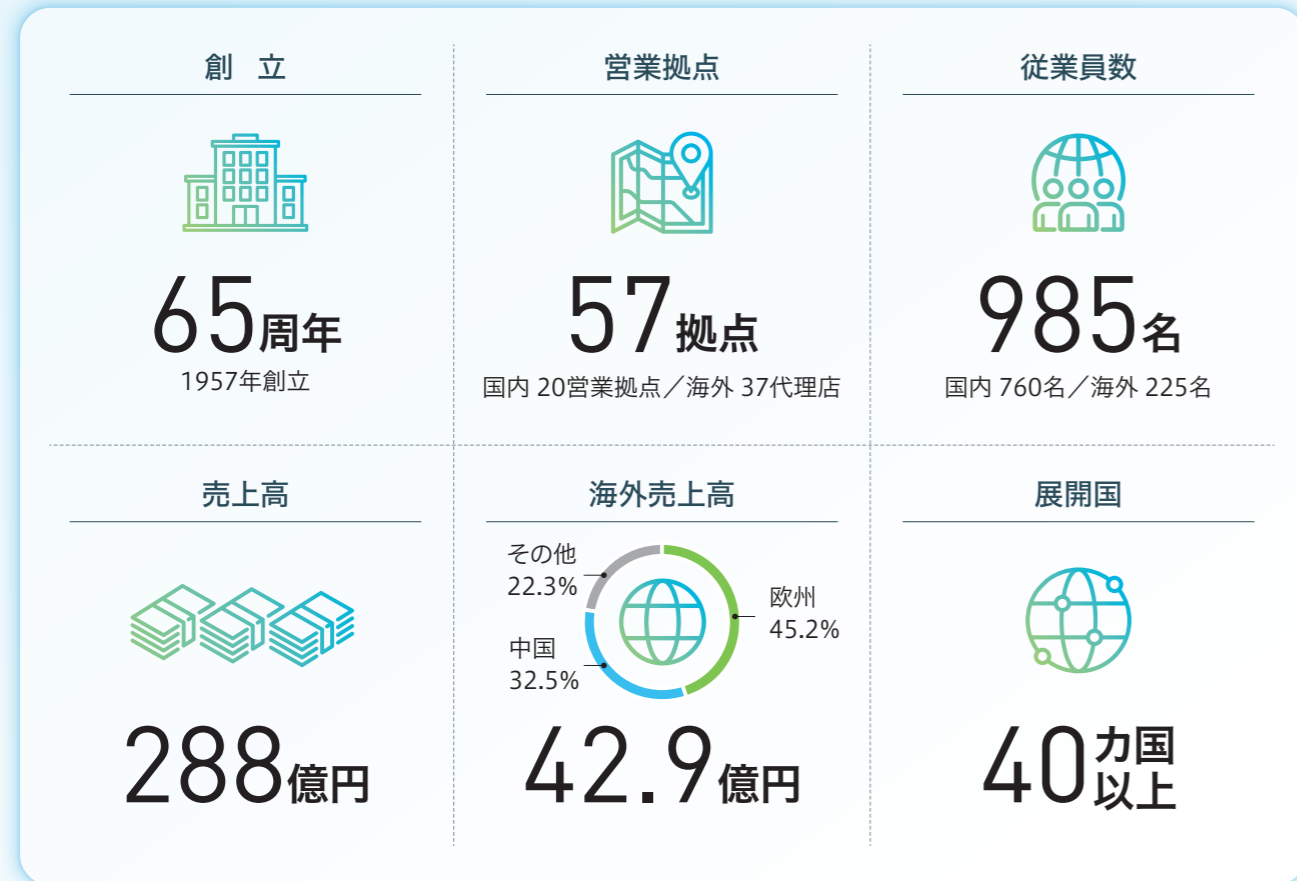 創 立
65周年
1957年創立
営業拠点
57拠点
国内 20営業拠点／海外 37代理店
従業員数
985名
国内 760名／海外 225名
売上高
288億円
海外売上高
その他
22.3%
欧州
45.2%
中国
32.5%
42.9億円
展開国
40カ国
以上